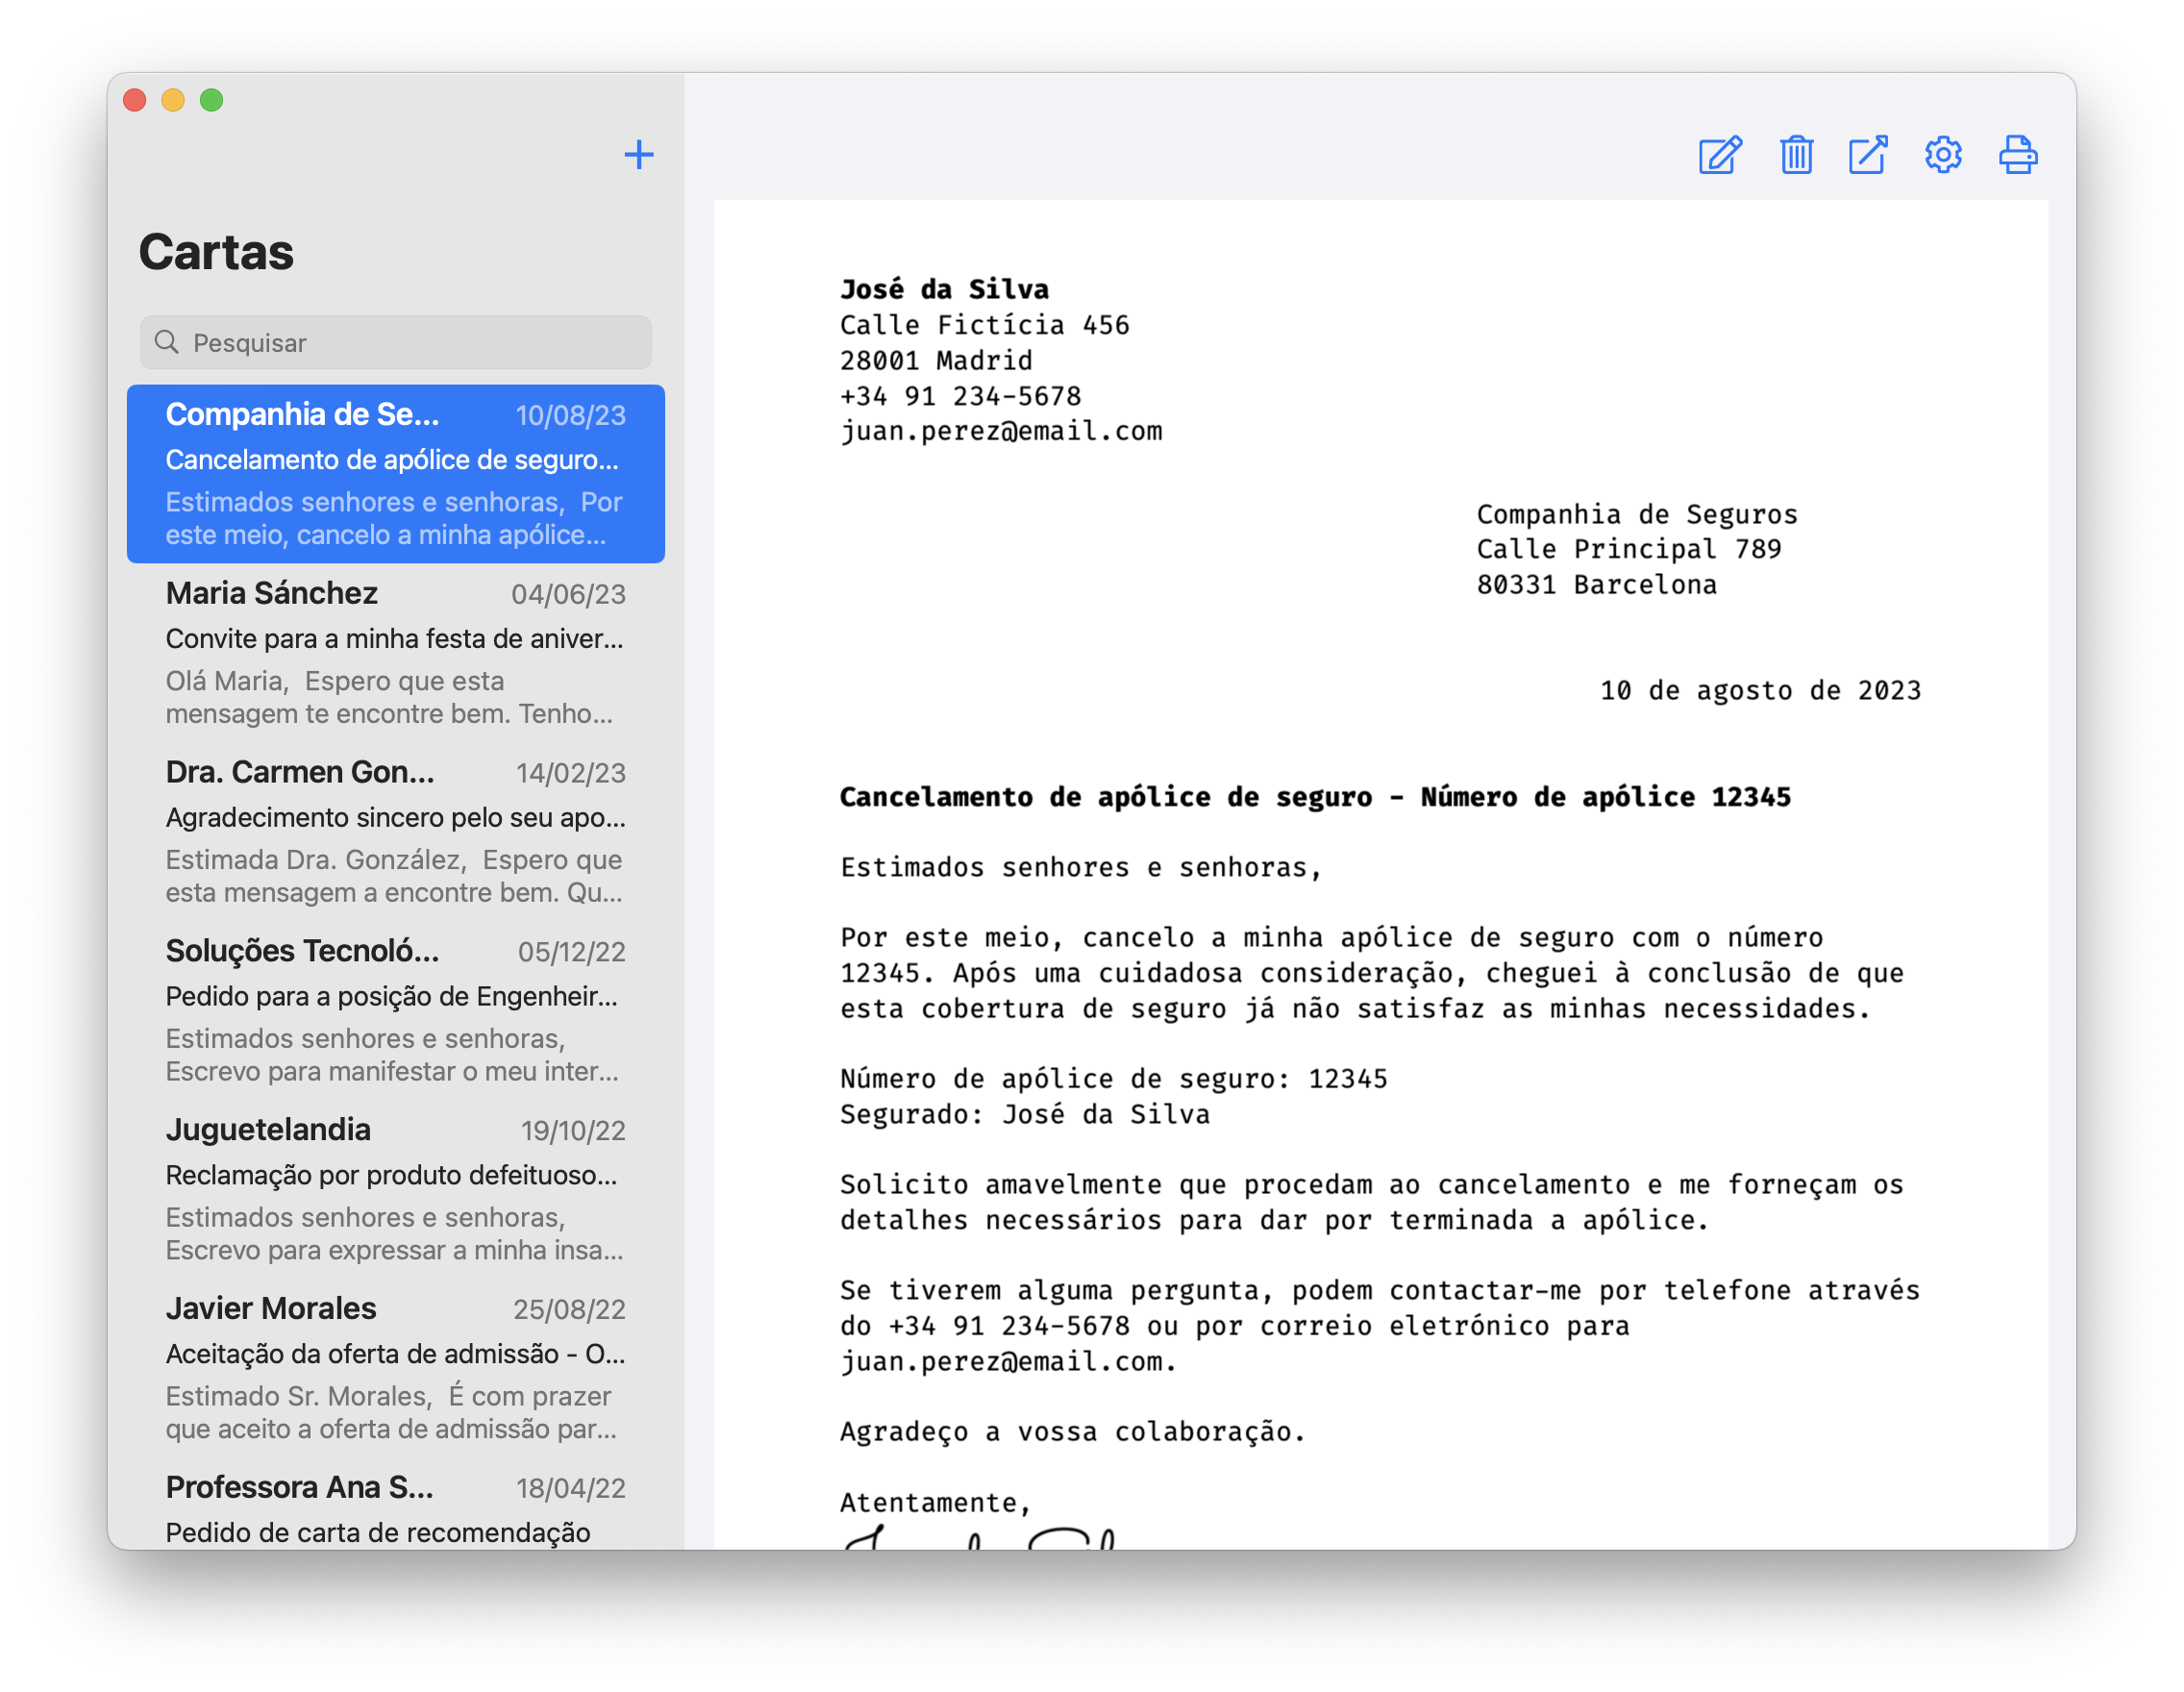 Cartas
Pesquisar
Companhia de Se... 10/08/23
Cancelamento de apólice de seguro...
Estimados senhores e senhoras, Por
este meio, cancelo a minha apólice...
Maria Sánchez 04/06/23
Convite para a minha festa de aniver...
Olá Maria, Espero que esta
mensagem te encontre bem. Tenho...
Dra. Carmen Gon... 14/02/23
Agradecimento sincero pelo seu apo...
Estimada Dra. González, Espero que
esta mensagem a encontre bem. Qu...
Soluções Tecnoló... 05/12/22
Pedido para a posição de Engenheir...
Estimados senhores e senhoras,
Escrevo para manifestar o meu inter...
Juguetelandia 19/10/22
Reclamação por produto defeituoso...
Estimados senhores e senhoras,
Escrevo para expressar a minha insa...
Javier Morales 25/08/22
Aceitação da oferta de admissão - O...
Estimado Sr. Morales, É com prazer
que aceito a oferta de admissão par...
Professora Ana S... 18/04/22
Pedido de carta de recomendação
José da Silva
Calle Fictícia 456
28001 Madrid
+34 91 234-5678
juan.perez@email.com
Companhia de Seguros
Calle Principal 789
80331 Barcelona
10 de agosto de 2023
Cancelamento de apólice de seguro - Número de apólice 12345
Estimados senhores e senhoras,
Por este meio, cancelo a minha apólice de seguro com o número
12345. Após uma cuidadosa consideração, cheguei à conclusão de que
esta cobertura de seguro já não satisfaz as minhas necessidades.
Número de apólice de seguro: 12345
Segurado: José da Silva
Solicito amavelmente que procedam ao cancelamento e me forneçam os
detalhes necessários para dar por terminada a apólice.
Se tiverem alguma pergunta, podem contactar-me por telefone através
do +34 91 234-5678 ou por correio eletrónico para
juan.perez@email.com.
Agradeço a vossa colaboração.
Atentamente,